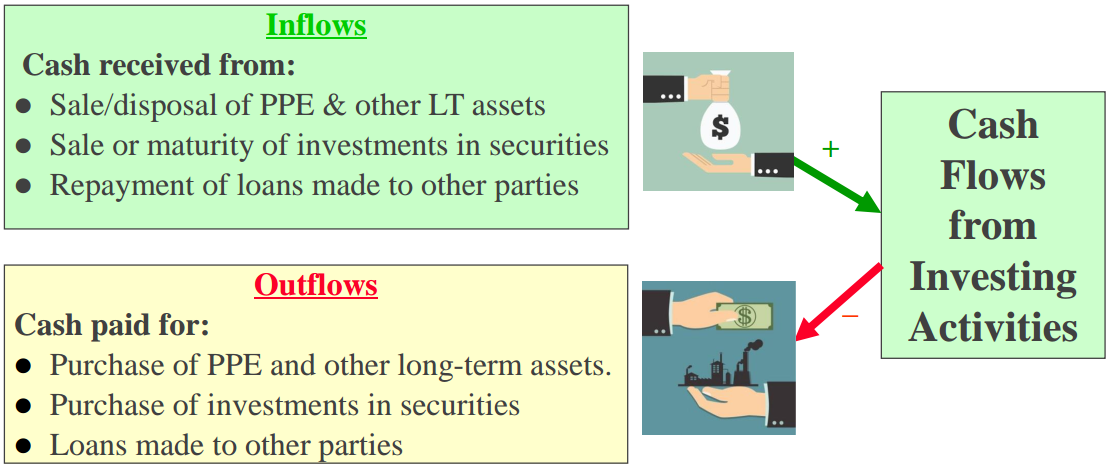 Inflows
Cash received from:
● Sale/disposal of PPE & other LT assets
● Sale or maturity of investments in securities
● Repayment of loans made to other parties
$
+
Cash
Flows
from
Investing
Activities
Outflows
Cash paid for:
● Purchase of PPE and other long-term assets.
● Purchase of investments in securities
● Loans made to other parties
$
−